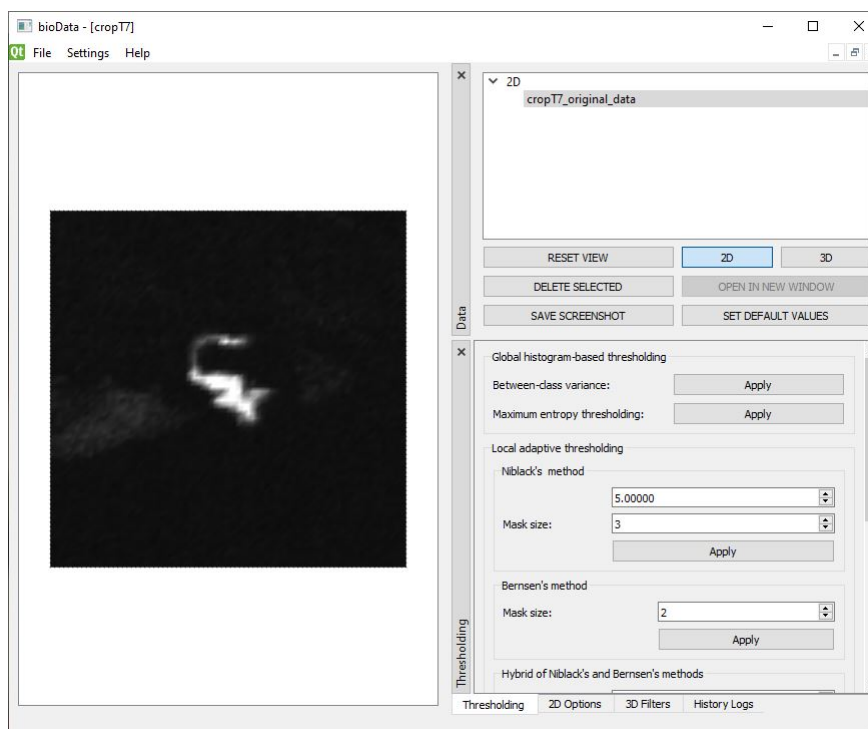 bioData - [cropT7]
Qt File Settings Help
2D
cropT7_original_data
RESET VIEW 2D 3D
DELETE SELECTED OPEN IN NEW WINDOW
SAVE SCREENSHOT SET DEFAULT VALUES
Data
Global histogram-based thresholding
Between-class variance: Apply
Maximum entropy thresholding: Apply
Local adaptive thresholding
Niblack's method
5.00000
Mask size: 3
Apply
Bernsen's method
Mask size: 2
Apply
Hybrid of Niblack's and Bernsen's methods
Thresholding
Thresholding 2D Options 3D Filters History Logs